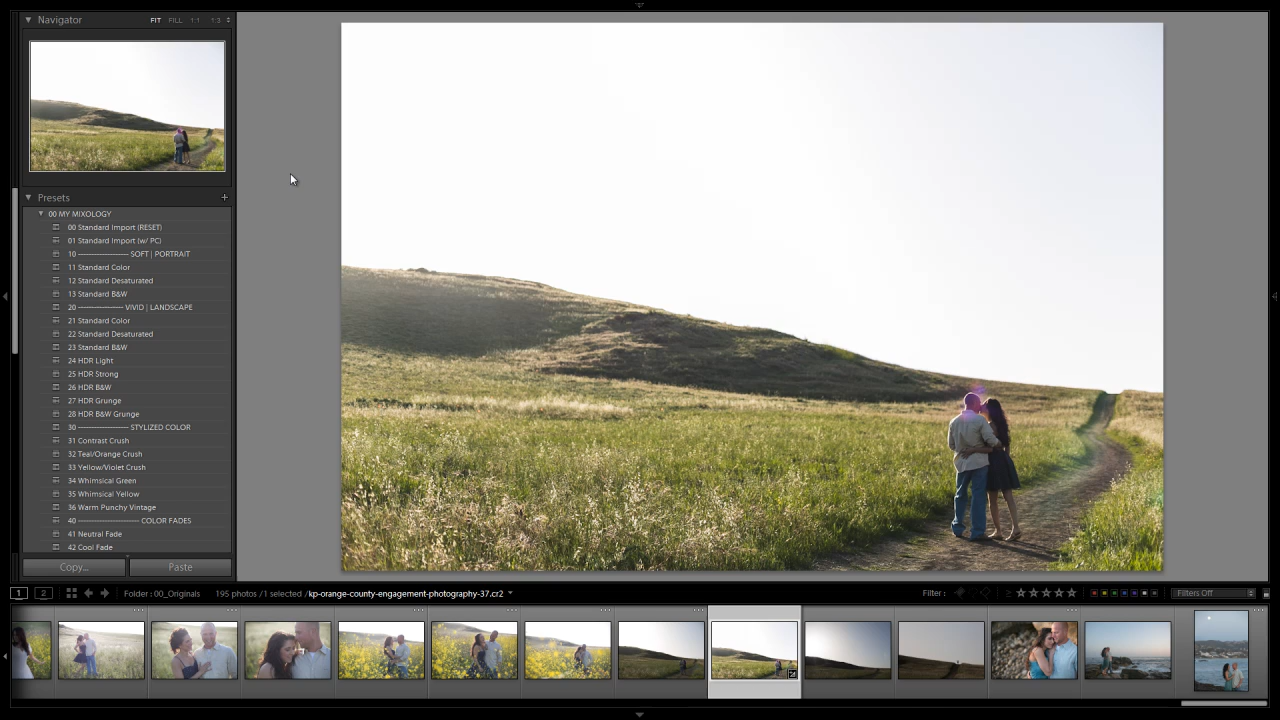 Navigator
FIT FILL 1:1 1:3
Presets +
00 MY MIXOLOGY
00 Standard Import (RESET)
01 Standard Import (w/ PC)
10 ---------------- SOFT | PORTRAIT
11 Standard Color
12 Standard Desaturated
13 Standard B&W
20 ---------------- VIVID | LANDSCAPE
21 Standard Color
22 Standard Desaturated
23 Standard B&W
24 HDR Light
25 HDR Strong
26 HDR B&W
27 HDR Grunge
28 HDR B&W Grunge
30 ---------------- STYLIZED COLOR
31 Contrast Crush
32 Teal/Orange Crush
33 Yellow/Violet Crush
34 Whimsical Green
35 Whimsical Yellow
36 Warm Punchy Vintage
40 ---------------- COLOR FADES
41 Neutral Fade
42 Cool Fade
Copy... Paste
1 2 Folder : 00_Originals 195 photos /1 selected /kp-orange-county-engagement-photography-37.cr2 Filter : ≥ Filters Off